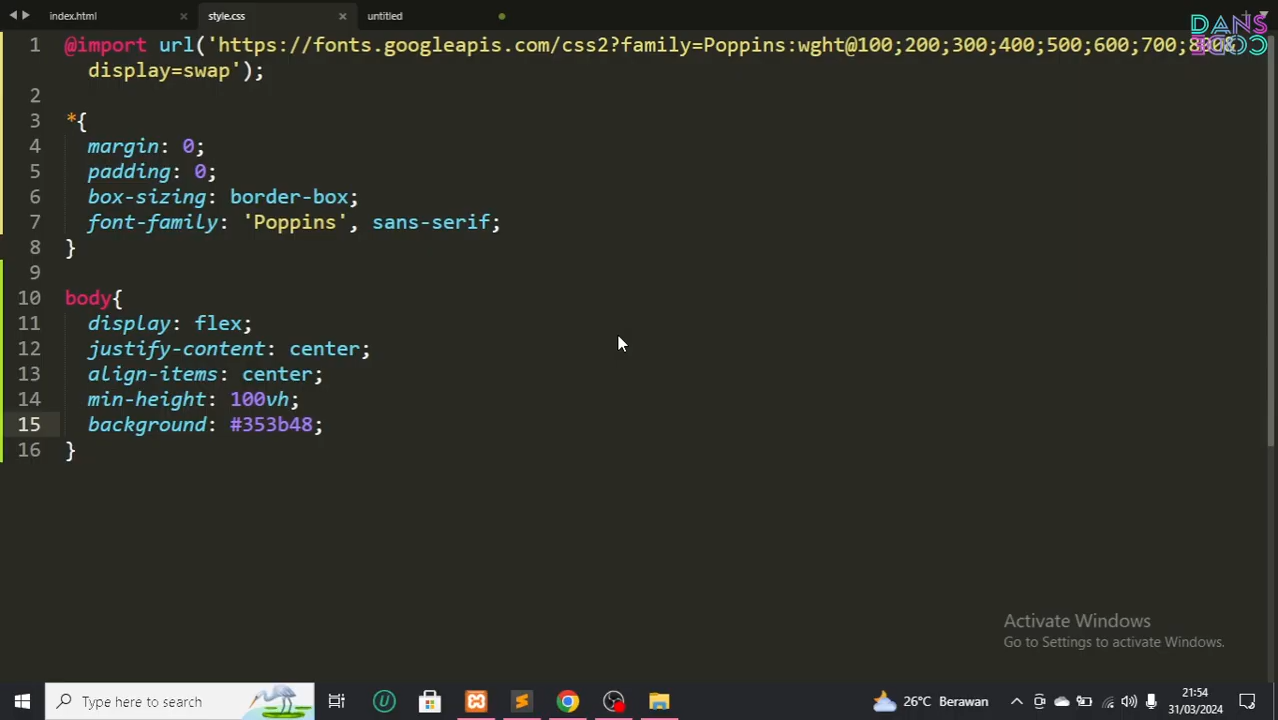 index.html
style.css
untitled
DANS
CODE
1 @import url('https://fonts.googleapis.com/css2?family=Poppins:wght@100;200;300;400;500;600;700;800&
display=swap');
2
3 *{
4 margin: 0;
5 padding: 0;
6 box-sizing: border-box;
7 font-family: 'Poppins', sans-serif;
8 }
9
10 body{
11 display: flex;
12 justify-content: center;
13 align-items: center;
14 min-height: 100vh;
15 background: #353b48;
16 }
Activate Windows
Go to Settings to activate Windows.
Type here to search
26°C Berawan
21:54
31/03/2024